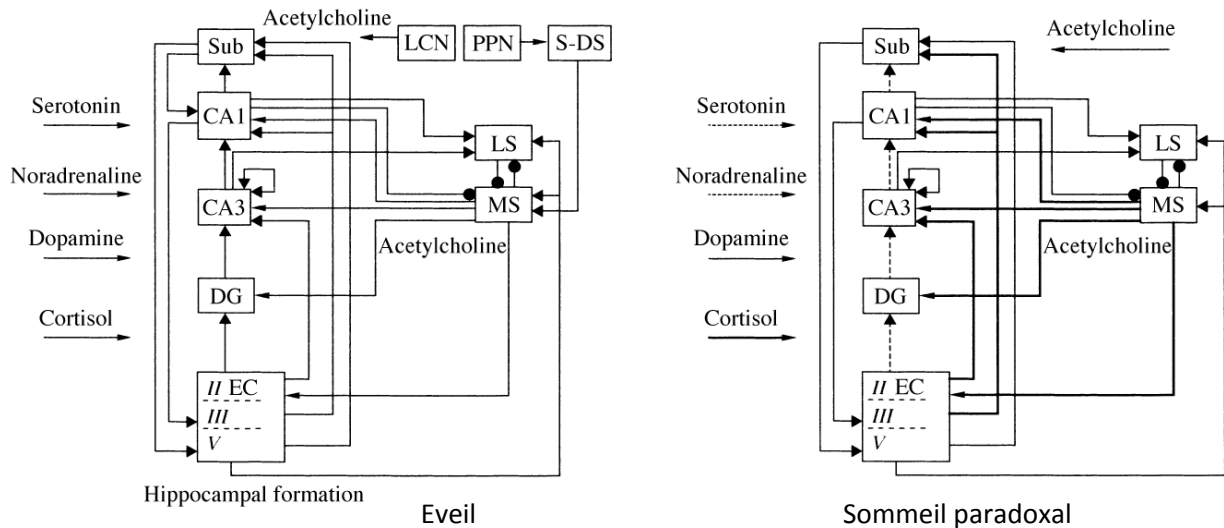 Acetylcholine
LCN
PPN
S-DS
Sub
Serotonin
CA1
LS
Noradrenaline
CA3
MS
Dopamine
Acetylcholine
DG
Cortisol
II EC
III
V
Hippocampal formation
Eveil
Acetylcholine
Sub
Serotonin
CA1
LS
Noradrenaline
CA3
MS
Dopamine
Acetylcholine
DG
Cortisol
II EC
III
V
Sommeil paradoxal